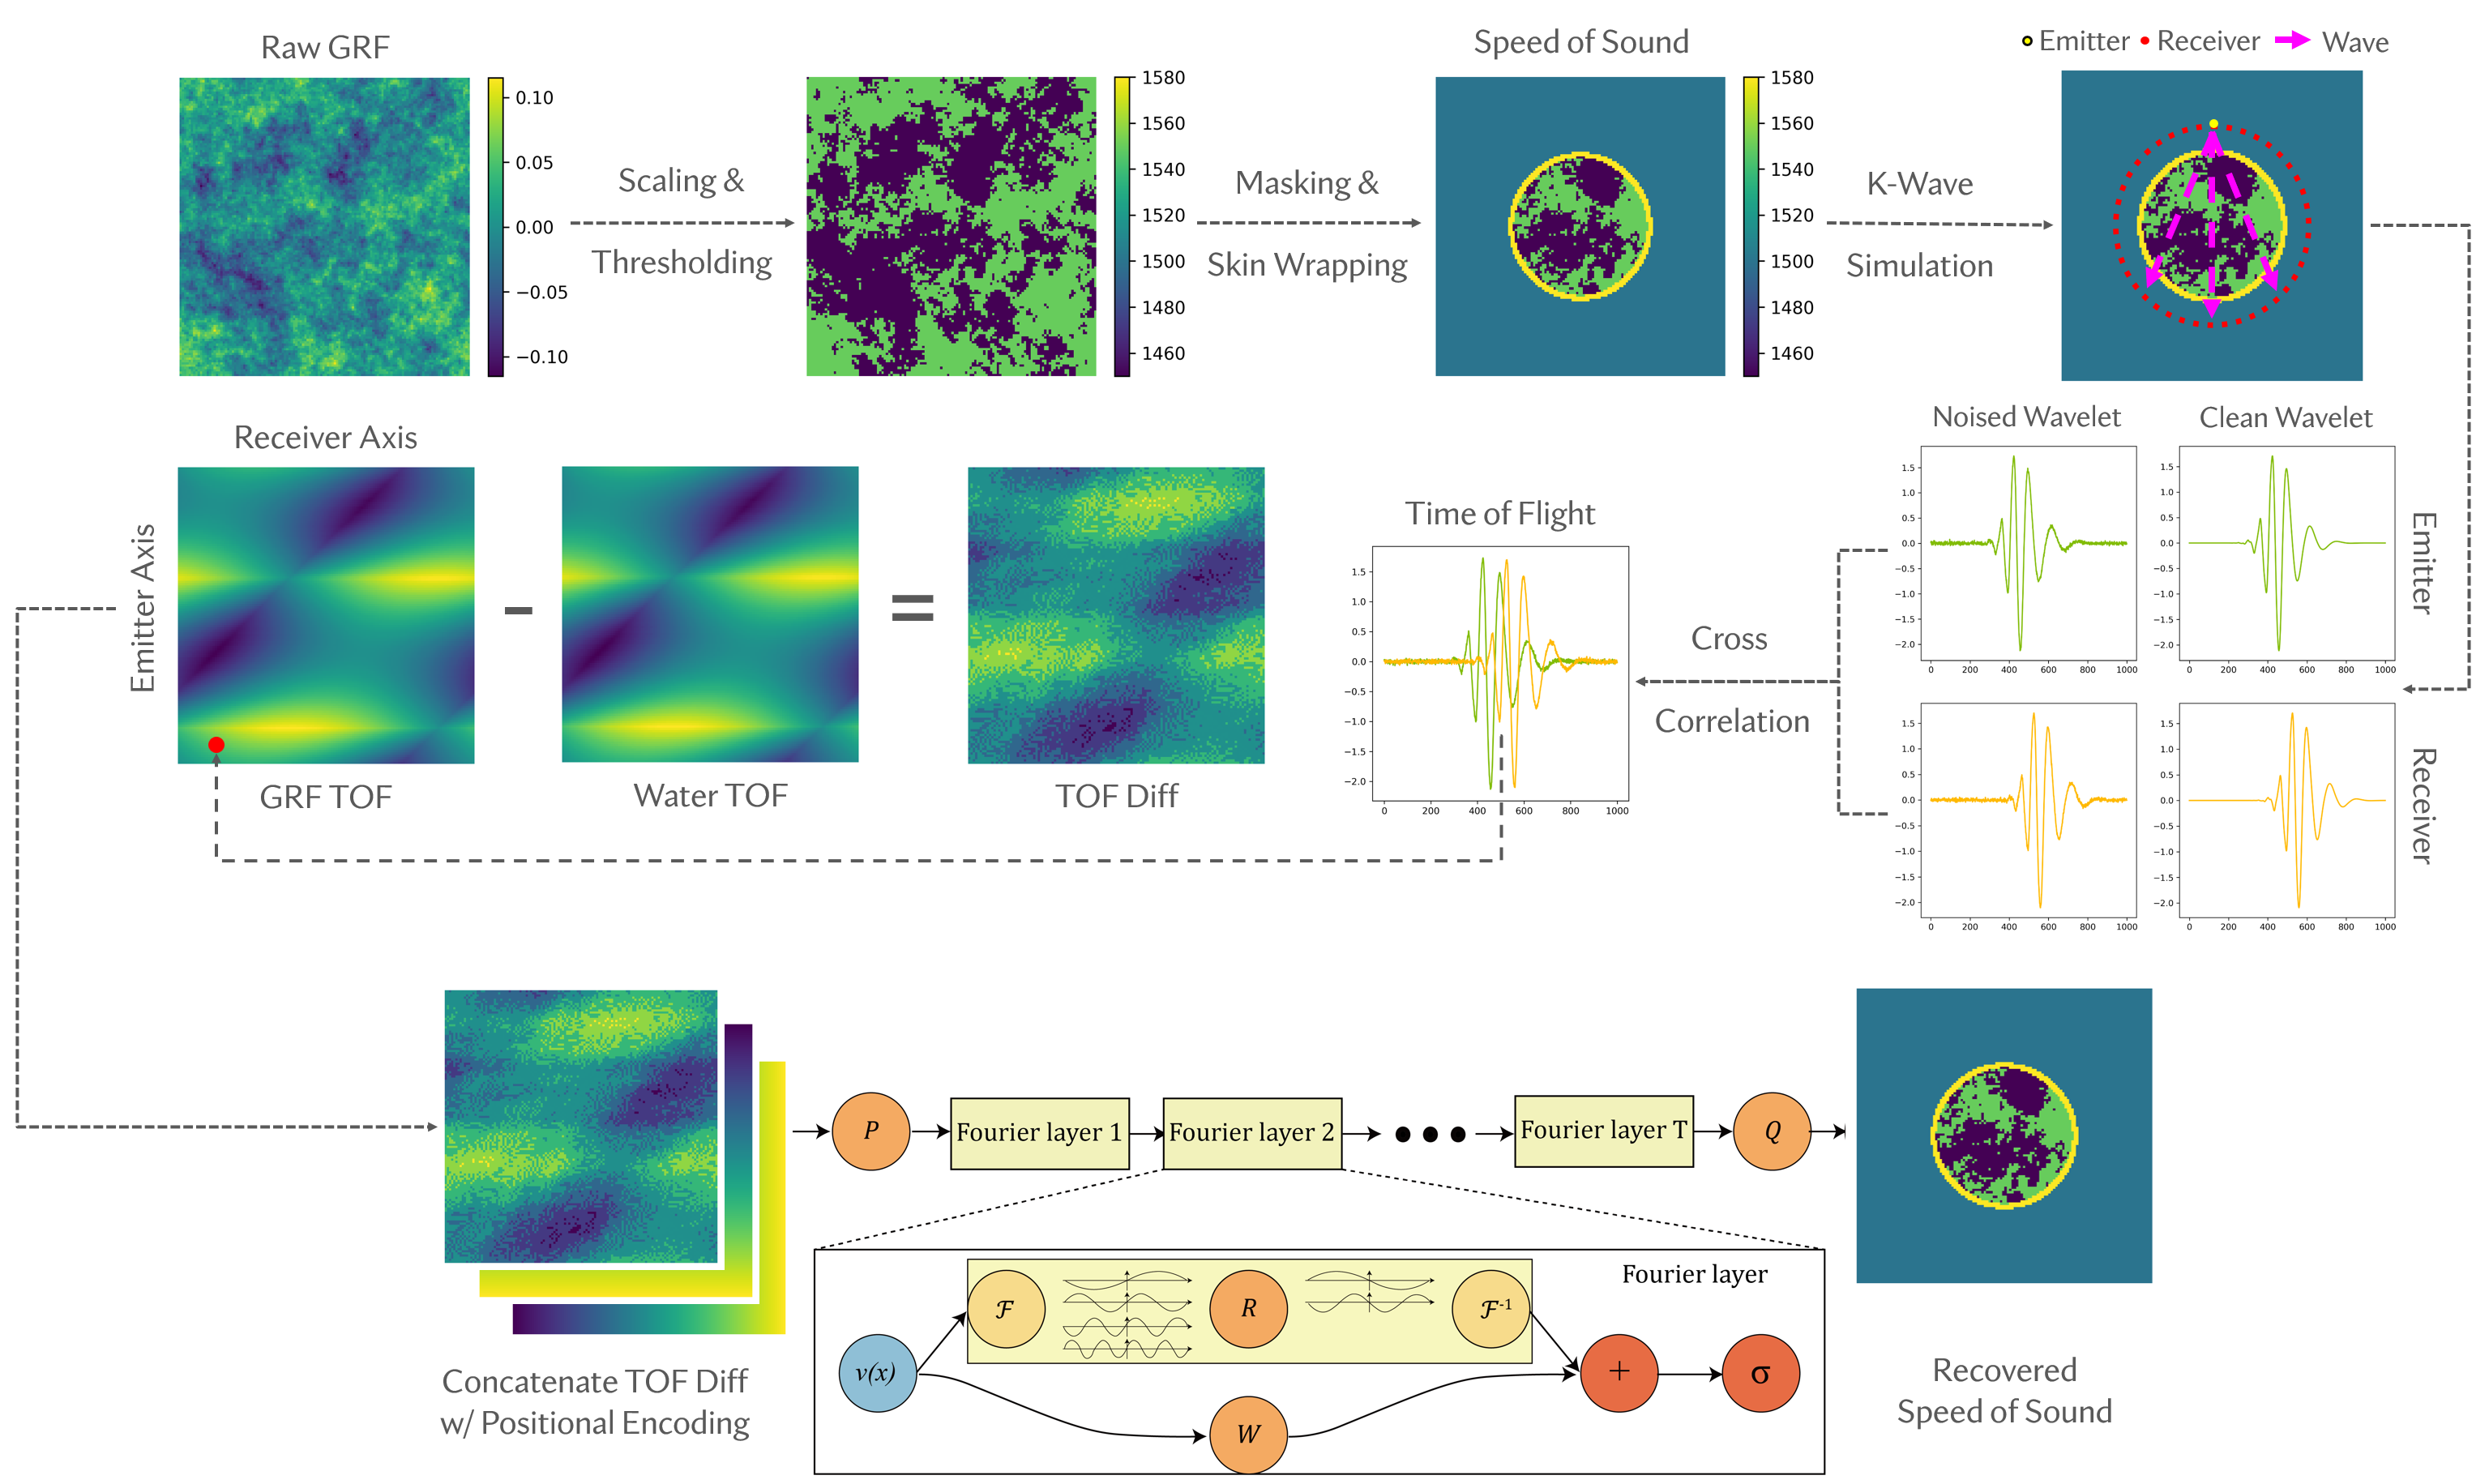 Raw GRF
0.10
0.05
0.00
−0.05
−0.10
Scaling &
Thresholding
1580
1560
1540
1520
1500
1480
1460
Masking &
Skin Wrapping
Speed of Sound
1580
1560
1540
1520
1500
1480
1460
K-Wave
Simulation
Emitter Receiver Wave
Receiver Axis
Emitter Axis
GRF TOF
-
Water TOF
=
TOF Diff
Time of Flight
1.5
1.0
0.5
0.0
−0.5
−1.0
−1.5
−2.0
0 200 400 600 800 1000
Cross
Correlation
Noised Wavelet
1.5
1.0
0.5
0.0
−0.5
−1.0
−1.5
−2.0
0 200 400 600 800 1000
Clean Wavelet
1.5
1.0
0.5
0.0
−0.5
−1.0
−1.5
−2.0
0 200 400 600 800 1000
Emitter
1.5
1.0
0.5
0.0
−0.5
−1.0
−1.5
−2.0
0 200 400 600 800 1000
1.5
1.0
0.5
0.0
−0.5
−1.0
−1.5
−2.0
0 200 400 600 800 1000
Receiver
Concatenate TOF Diff
w/ Positional Encoding
P
Fourier layer 1
Fourier layer 2
Fourier layer T
Q
Fourier layer
v(x)
ℱ
R
ℱ-1
W
+
σ
Recovered
Speed of Sound